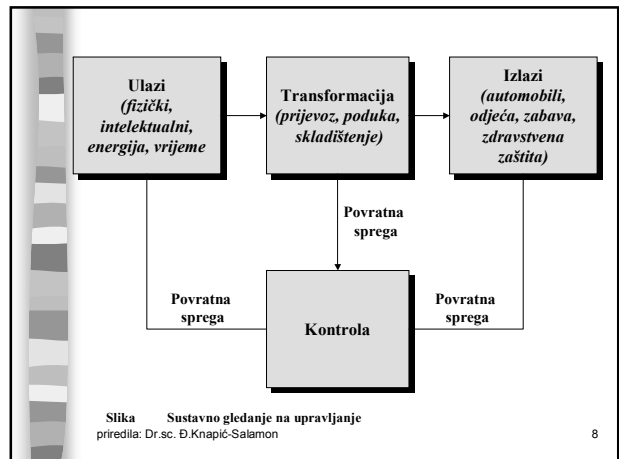 Ulazi
(fizički,
intelektualni,
energija, vrijeme
Transformacija
(prijevoz, poduka,
skladištenje)
Izlazi
(automobili,
odjeća, zabava,
zdravstvena
zaštita)
Povratna
sprega
Povratna
sprega
Kontrola
Povratna
sprega
Slika Sustavno gledanje na upravljanje
priredila: Dr.sc. Đ.Knapić-Salamon 8